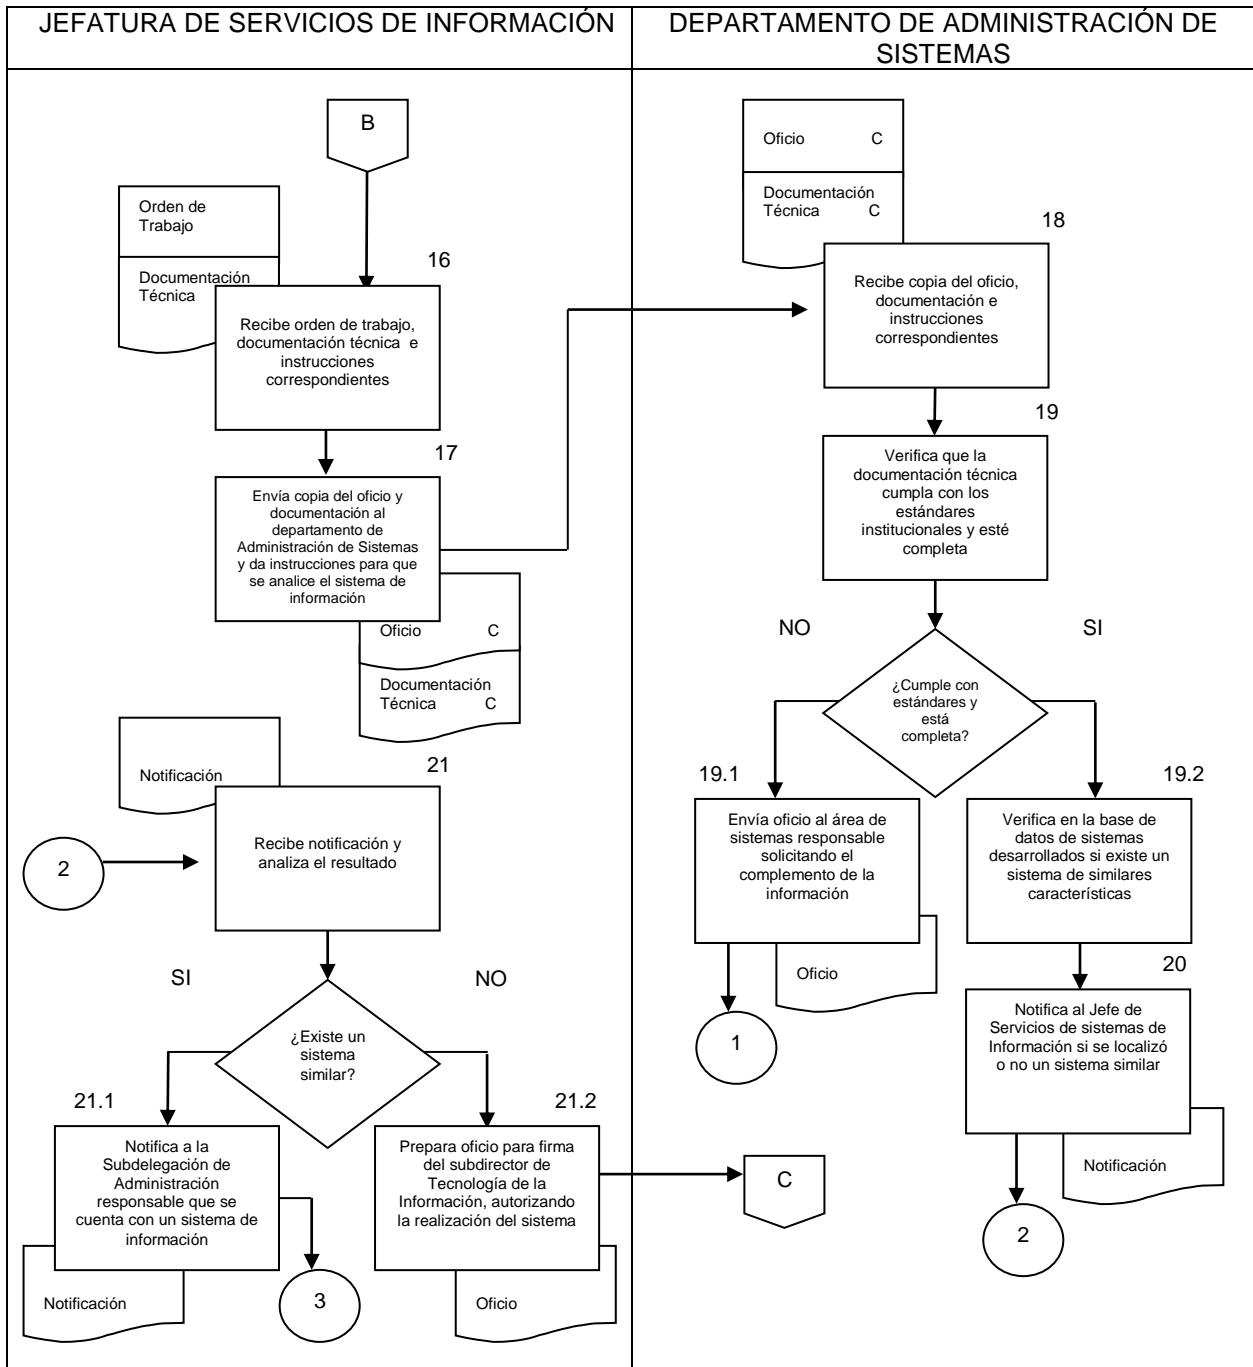 JEFATURA DE SERVICIOS DE INFORMACIÓN
DEPARTAMENTO DE ADMINISTRACIÓN DE
SISTEMAS
B
Orden de
Trabajo
Documentación
Técnica
16
Recibe orden de trabajo,
documentación técnica e
instrucciones
correspondientes
17
Envía copia del oficio y
documentación al
departamento de
Administración de Sistemas
y da instrucciones para que
se analice el sistema de
información
Oficio C
Documentación
Técnica C
Notificación
21
Recibe notificación y
analiza el resultado
2
SI
NO
¿Existe un
sistema
similar?
21.1
Notifica a la
Subdelegación de
Administración
responsable que se
cuenta con un sistema de
información
Notificación
3
21.2
Prepara oficio para firma
del subdirector de
Tecnología de la
Información, autorizando
la realización del sistema
Oficio
C
Oficio C
Documentación
Técnica C
18
Recibe copia del oficio,
documentación e
instrucciones
correspondientes
19
Verifica que la
documentación técnica
cumpla con los
estándares
institucionales y esté
completa
NO
SI
¿Cumple con
estándares y
está
completa?
19.1
Envía oficio al área de
sistemas responsable
solicitando el
complemento de la
información
Oficio
1
19.2
Verifica en la base de
datos de sistemas
desarrollados si existe un
sistema de similares
características
20
Notifica al Jefe de
Servicios de sistemas de
Información si se localizó
o no un sistema similar
Notificación
2